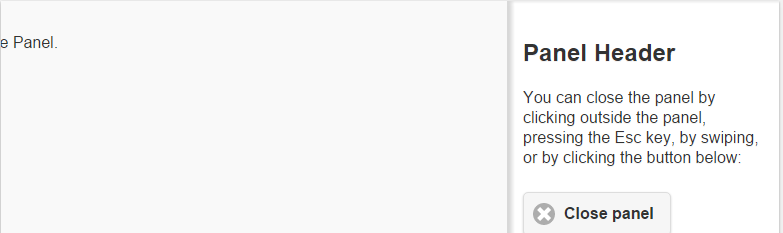 e Panel.
Panel Header
You can close the panel by
clicking outside the panel,
pressing the Esc key, by swiping,
or by clicking the button below:
Close panel